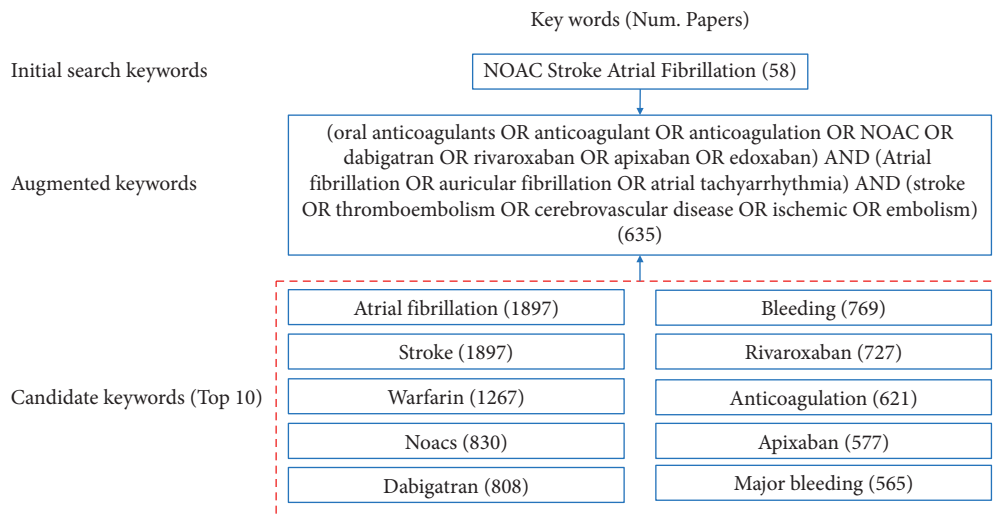 Key words (Num. Papers)
Initial search keywords
NOAC Stroke Atrial Fibrillation (58)
Augmented keywords
(oral anticoagulants OR anticoagulant OR anticoagulation OR NOAC OR
dabigatran OR rivaroxaban OR apixaban OR edoxaban) AND (Atrial
fibrillation OR auricular fibrillation OR atrial tachyarrhythmia) AND (stroke
OR thromboembolism OR cerebrovascular disease OR ischemic OR embolism)
(635)
Candidate keywords (Top 10)
Atrial fibrillation (1897)
Stroke (1897)
Warfarin (1267)
Noacs (830)
Dabigatran (808)
Bleeding (769)
Rivaroxaban (727)
Anticoagulation (621)
Apixaban (577)
Major bleeding (565)